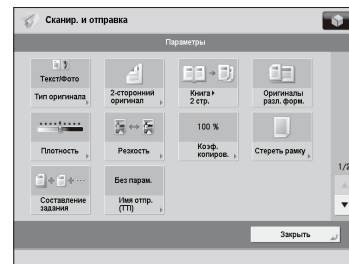 Сканир. и отправка
Параметры
Текст/Фото
Тип оригинала
2-сторонний
оригинал
Книга
2 стр.
Оригиналы
разл. форм.
Плотность
Резкость
100 %
Коэф.
копиров.
Стереть рамку
1/2
Составление
задания
Без парам.
Имя отпр.
(TTI)
Закрыть